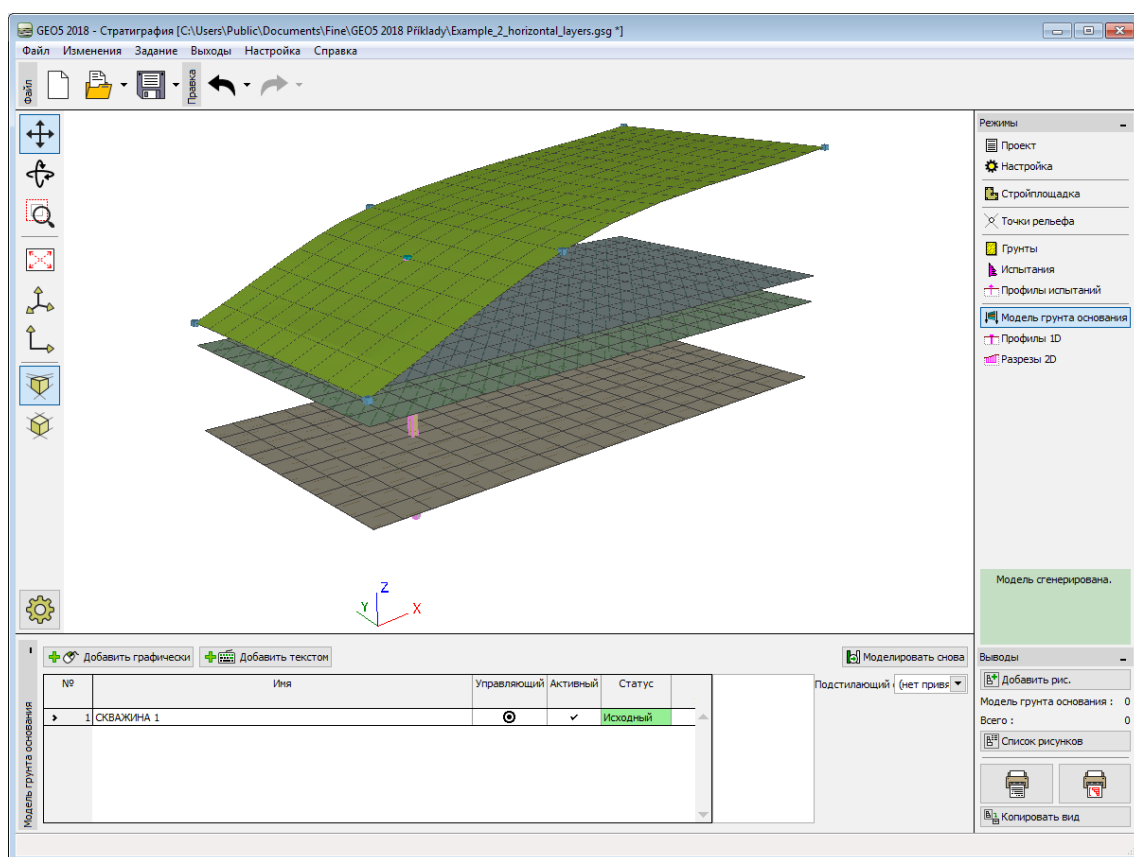 GEO5 2018 - Стратиграфия [C:\Users\Public\Documents\Fine\GEO5 2018 Příklady\Example_2_horizontal_layers.gsg *]
Файл Изменения Задание Выходы Настройка Справка
Файл
Правка
Режимы
Проект
Настройка
Стройплощадка
Точки рельефа
Грунты
Испытания
Профилы испытаний
Модель грунта основания
Профилы 1D
Разрезы 2D
Z
Y
X
Модель сгенерирована.
Модель грунта основания
Добавить графически Добавить текстом Моделировать снова
№ Имя Управляющий Активный Статус
1 СКВАЖИНА 1 Исходный
Подстилающий (нет привя
Выводы
Добавить рис.
Модель грунта основания : 0
Всего : 0
Список рисунков
Копировать вид